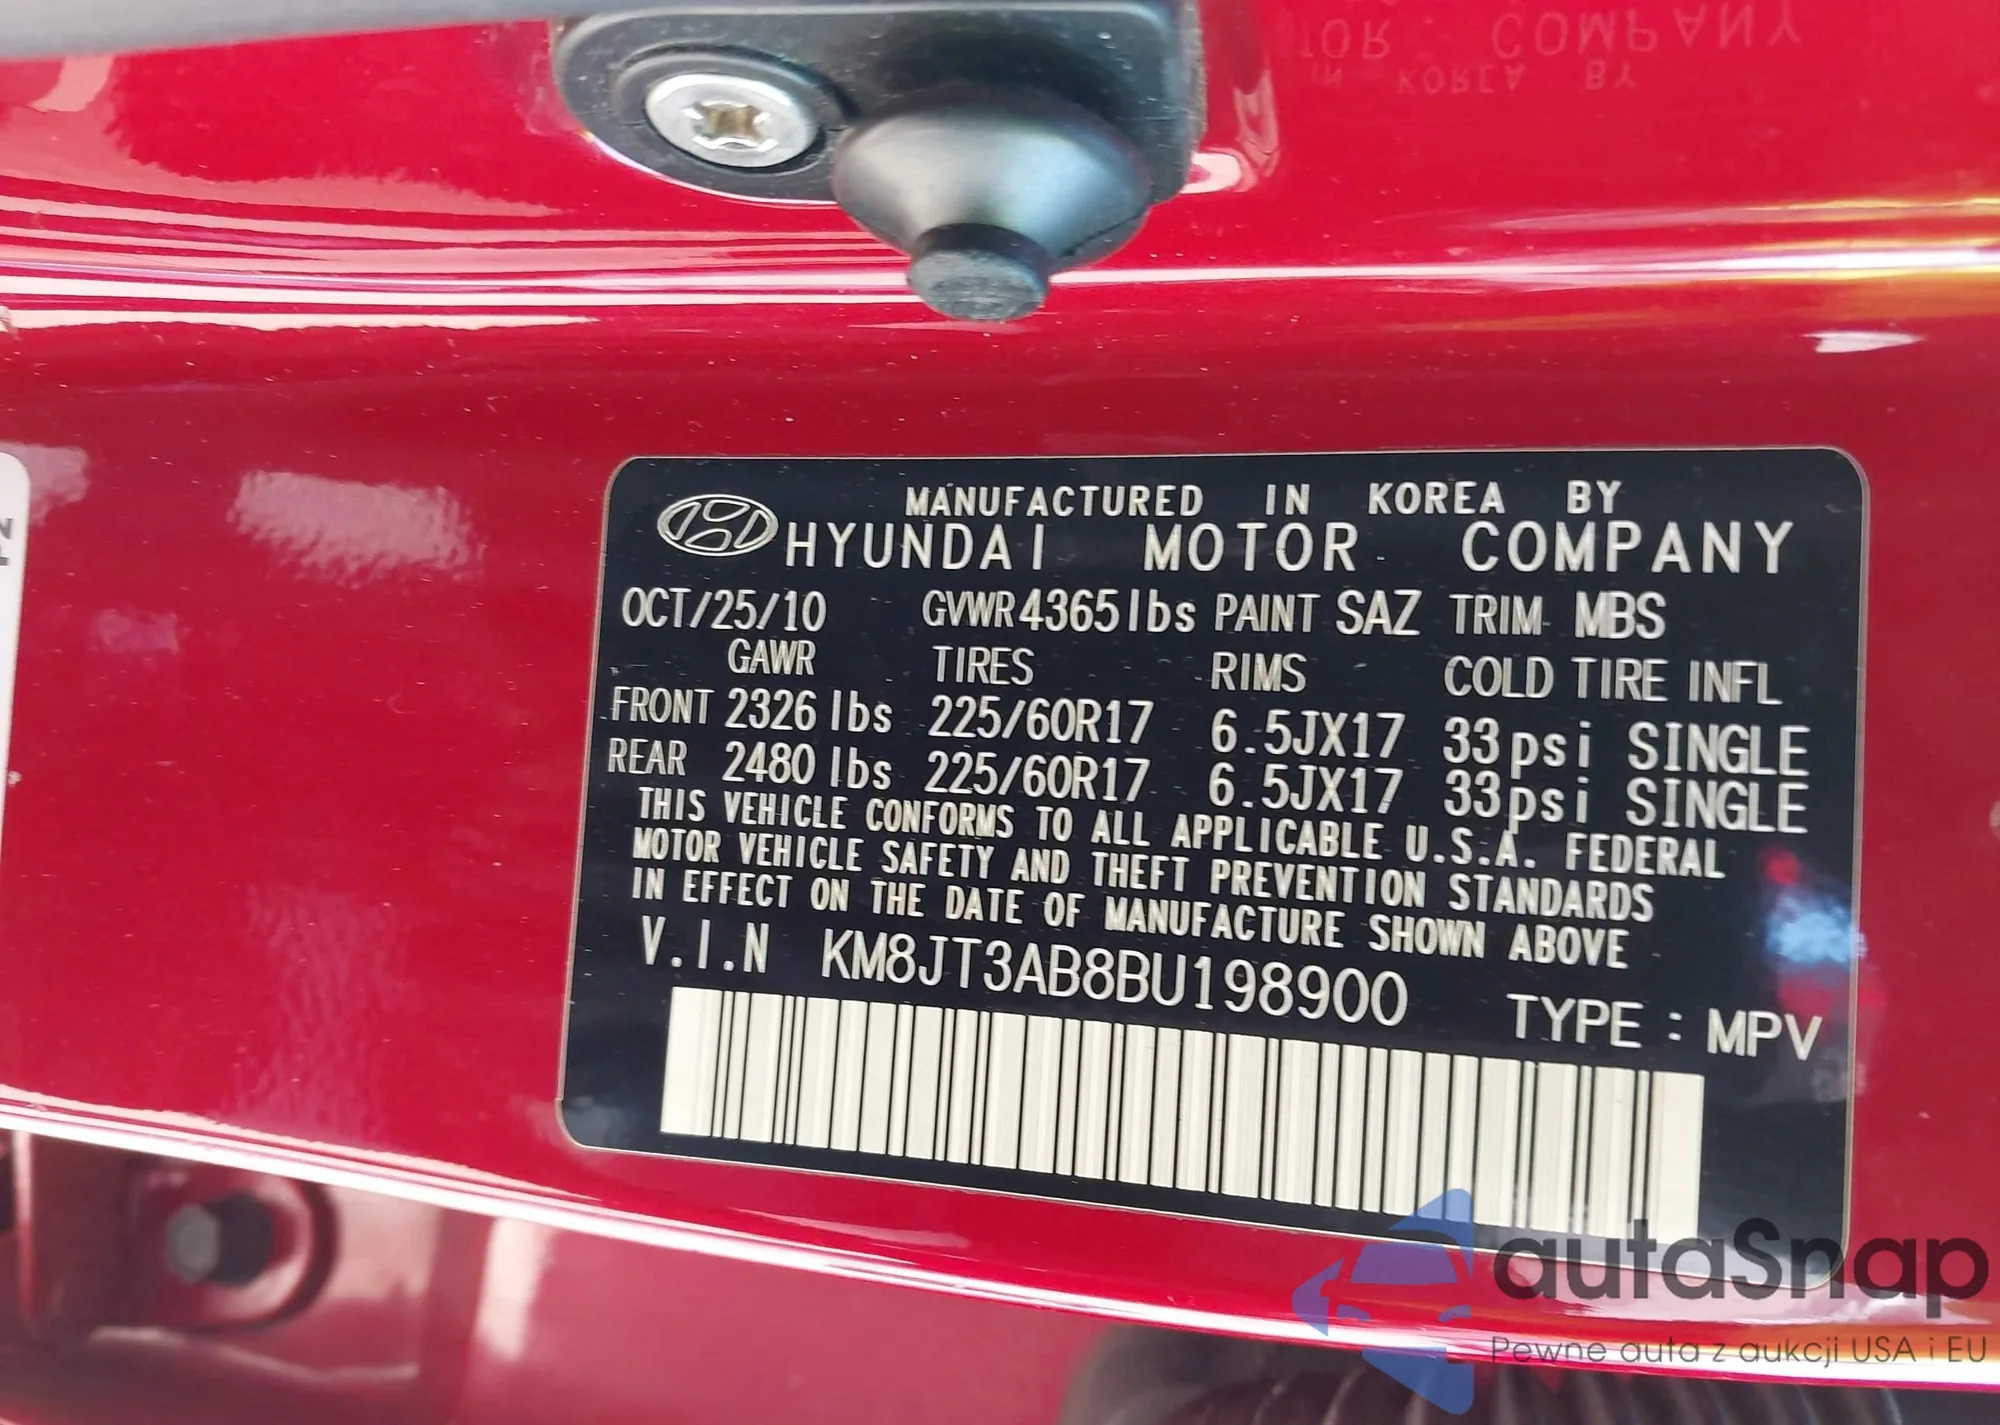 MANUFACTURED IN KOREA BY
HYUNDAI MOTOR COMPANY
OCT/25/10 GVWR 4365 lbs PAINT SAZ TRIM MBS
GAWR TIRES RIMS COLD TIRE INFL
FRONT 2326 lbs 225/60R17 6.5JX17 33psi SINGLE
REAR 2480 lbs 225/60R17 6.5JX17 33psi SINGLE
THIS VEHICLE CONFORMS TO ALL APPLICABLE U.S.A. FEDERAL
MOTOR VEHICLE SAFETY AND THEFT PREVENTION STANDARDS
IN EFFECT ON THE DATE OF MANUFACTURE SHOWN ABOVE
V.I.N KM8JT3AB8BU198900
TYPE : MPV
autaSnap
Pewne auta z aukcji USA i EU